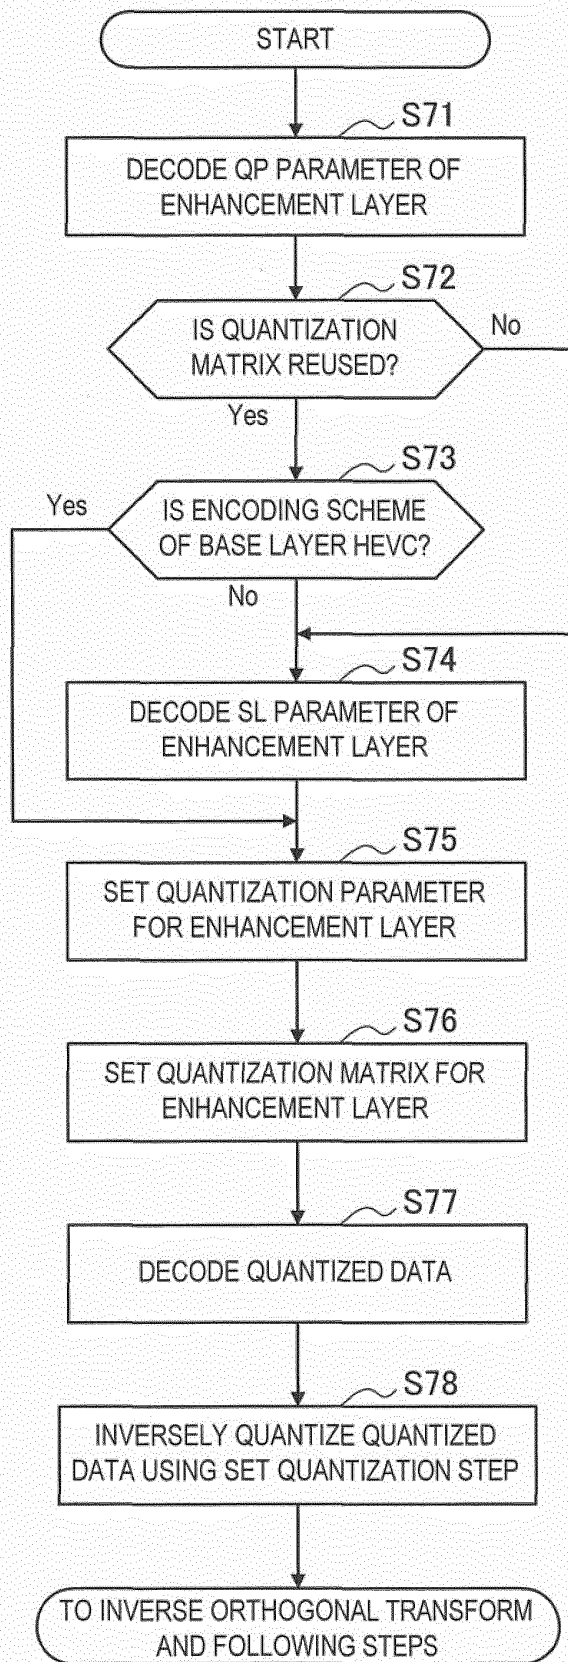 START
S71
DECODE QP PARAMETER OF
ENHANCEMENT LAYER
S72
IS QUANTIZATION
MATRIX REUSED?
No
Yes
S73
Yes
IS ENCODING SCHEME
OF BASE LAYER HEVC?
No
S74
DECODE SL PARAMETER OF
ENHANCEMENT LAYER
S75
SET QUANTIZATION PARAMETER
FOR ENHANCEMENT LAYER
S76
SET QUANTIZATION MATRIX FOR
ENHANCEMENT LAYER
S77
DECODE QUANTIZED DATA
S78
INVERSELY QUANTIZE QUANTIZED
DATA USING SET QUANTIZATION STEP
TO INVERSE ORTHOGONAL TRANSFORM
AND FOLLOWING STEPS